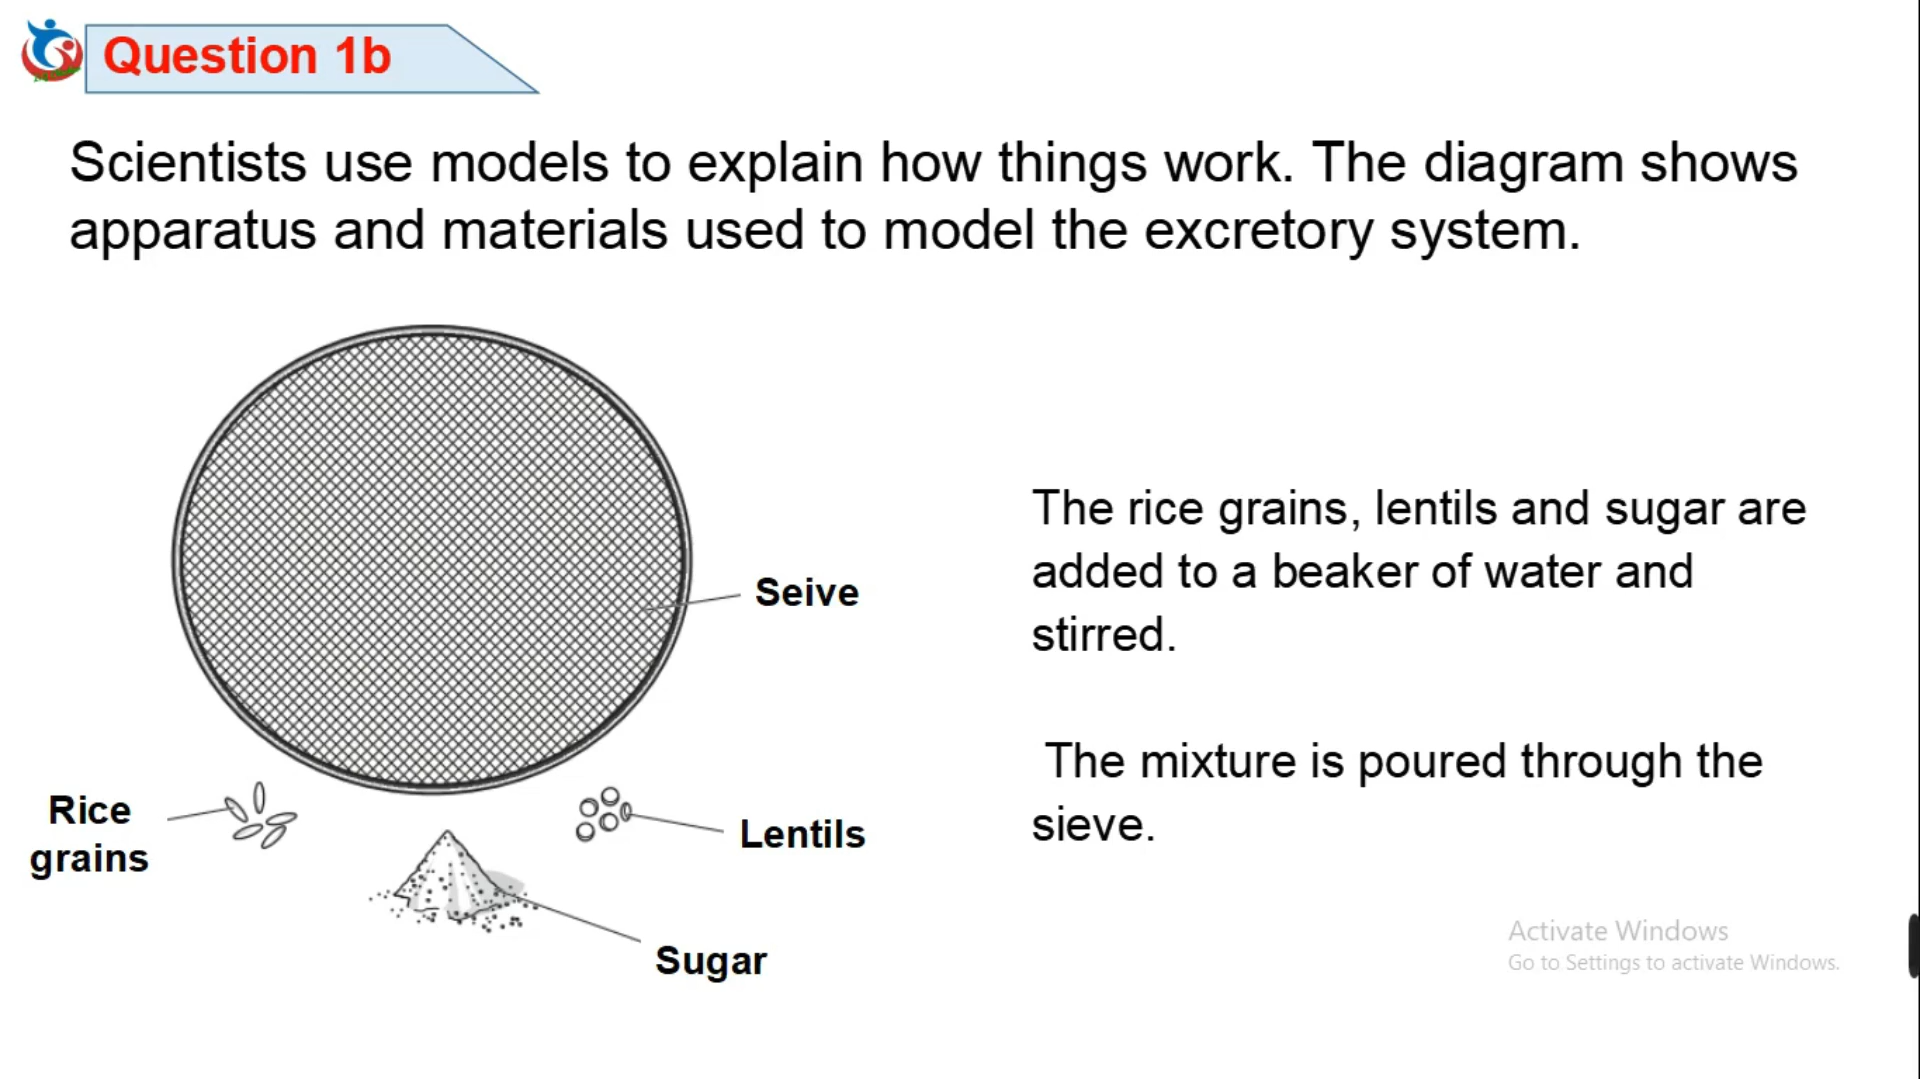 Question 1b
Scientists use models to explain how things work. The diagram shows
apparatus and materials used to model the excretory system.
Seive
The rice grains, lentils and sugar are
added to a beaker of water and
stirred.
The mixture is poured through the
sieve.
Rice
grains
Lentils
Sugar
Activate Windows
Go to Settings to activate Windows.